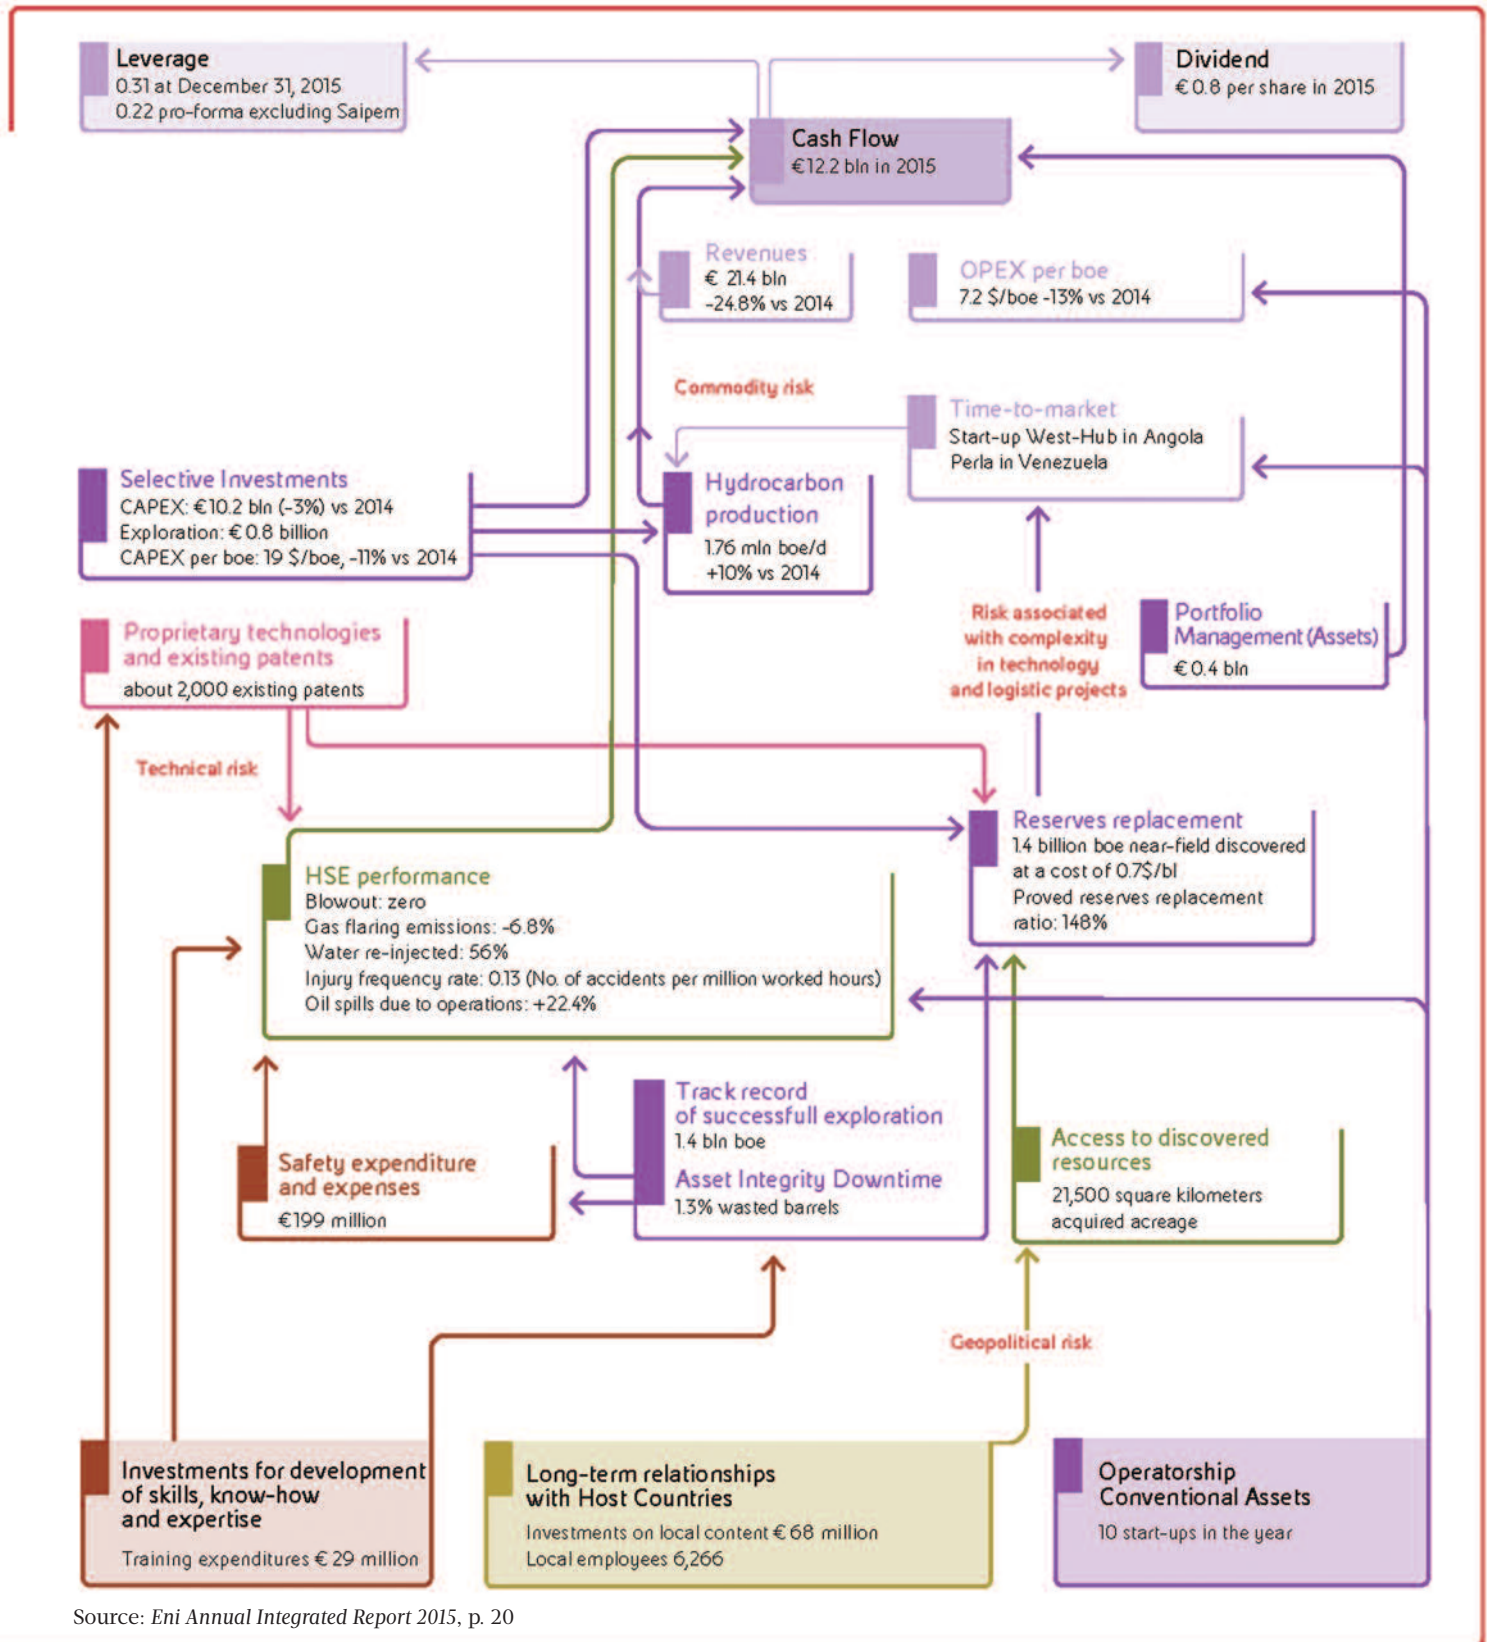 Leverage
0.31 at December 31, 2015
0.22 pro-forma excluding Saipem
Dividend
€ 0.8 per share in 2015
Cash Flow
€12.2 bln in 2015
Revenues
€ 21.4 bln
-24.8% vs 2014
OPEX per boe
7.2 $/boe -13% vs 2014
Commodity risk
Time-to-market
Start-up West-Hub in Angola
Perla in Venezuela
Selective Investments
CAPEX: €10.2 bln (-3%) vs 2014
Exploration: € 0.8 billion
CAPEX per boe: 19 $/boe, -11% vs 2014
Hydrocarbon
production
1.76 mln boe/d
+10% vs 2014
Risk associated
with complexity
in technology
and logistic projects
Portfolio
Management (Assets)
€ 0.4 bln
Proprietary technologies
and existing patents
about 2,000 existing patents
Technical risk
Reserves replacement
1.4 billion boe near-field discovered
at a cost of 0.7$/bl
Proved reserves replacement
ratio: 148%
HSE performance
Blowout: zero
Gas flaring emissions: -6.8%
Water re-injected: 56%
Injury frequency rate: 0.13 (No. of accidents per million worked hours)
Oil spills due to operations: +22.4%
Track record
of successfull exploration
1.4 bln boe
Asset Integrity Downtime
1.3% wasted barrels
Safety expenditure
and expenses
€199 million
Access to discovered
resources
21,500 square kilometers
acquired acreage
Geopolitical risk
Investments for development
of skills, know-how
and expertise
Training expenditures € 29 million
Long-term relationships
with Host Countries
Investments on local content € 68 million
Local employees 6,266
Operatorship
Conventional Assets
10 start-ups in the year
Source: Eni Annual Integrated Report 2015, p. 20